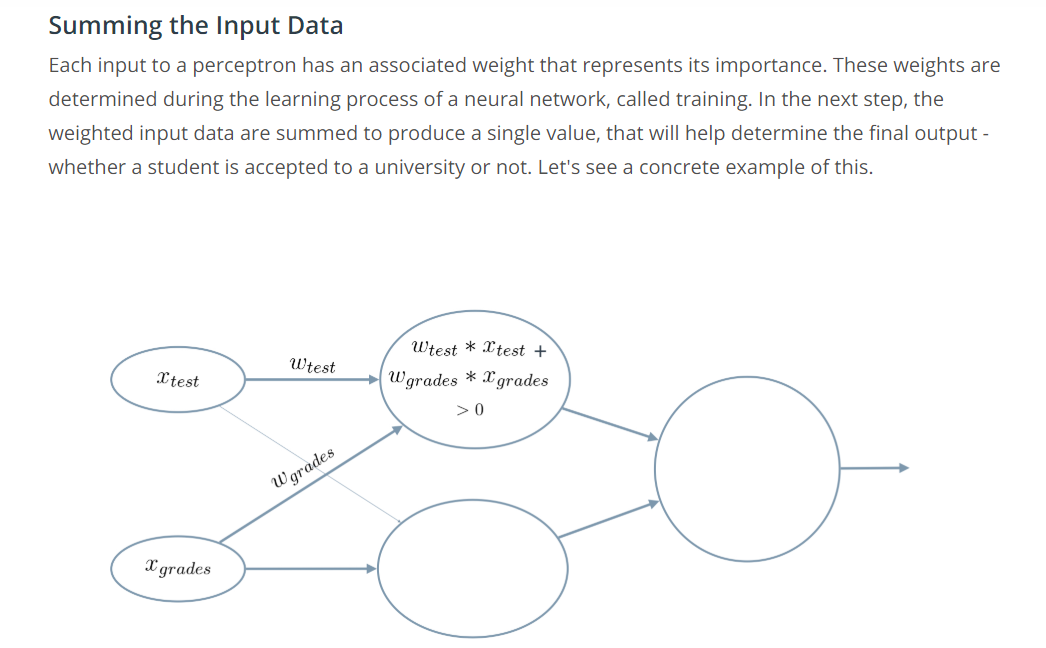 Summing the Input Data
Each input to a perceptron has an associated weight that represents its importance. These weights are
determined during the learning process of a neural network, called training. In the next step, the
weighted input data are summed to produce a single value, that will help determine the final output -
whether a student is accepted to a university or not. Let's see a concrete example of this.
w_test * x_test +
w_test
x_test
w_grades * x_grades
> 0
w_grades
x_grades